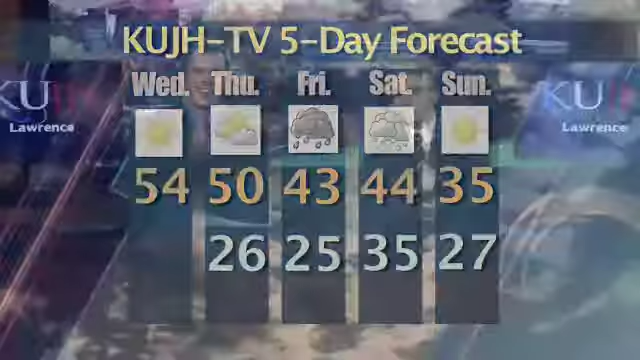 KUJH-TV 5-Day Forecast
Wed. Thu. Fri. Sat. Sun.
KUJH
Lawrence
KUJ
Lawrence
54 50 43 44 35
26 25 35 27